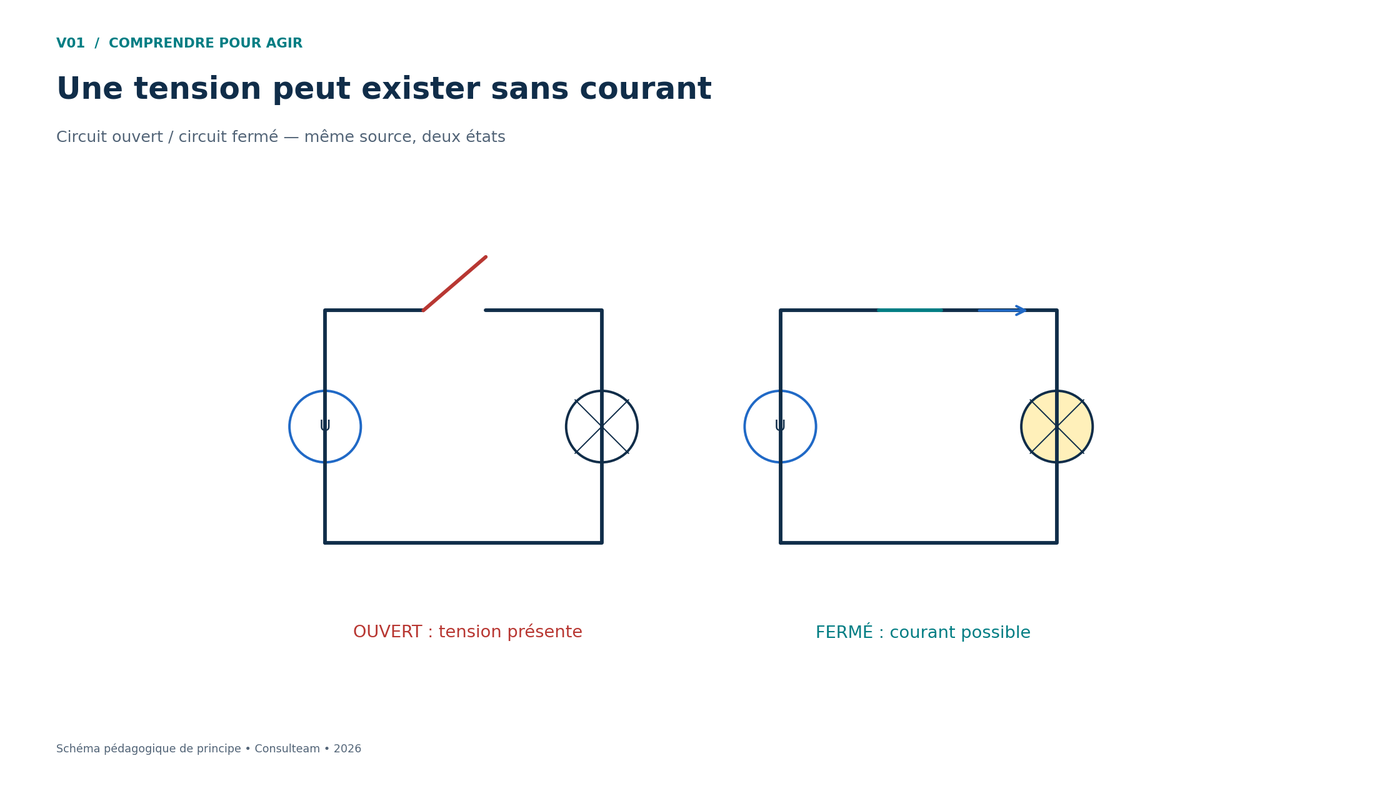 V01 / COMPRENDRE POUR AGIR
Une tension peut exister sans courant
Circuit ouvert / circuit fermé — même source, deux états
U
U
OUVERT : tension présente
FERMÉ : courant possible
Schéma pédagogique de principe • Consulteam • 2026